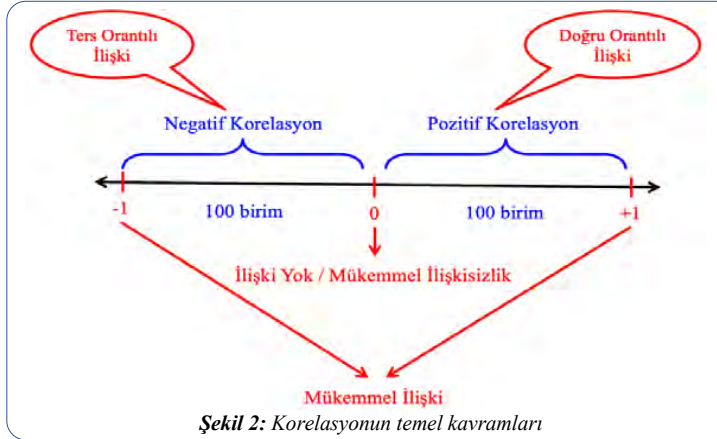 Ters Orantılı
İlişki
Doğru Orantılı
İlişki
Negatif Korelasyon
Pozitif Korelasyon
-1
100 birim
0
100 birim
+1
İlişki Yok / Mükemmel İlişkisizlik
Mükemmel İlişki
Şekil 2: Korelasyonun temel kavramları